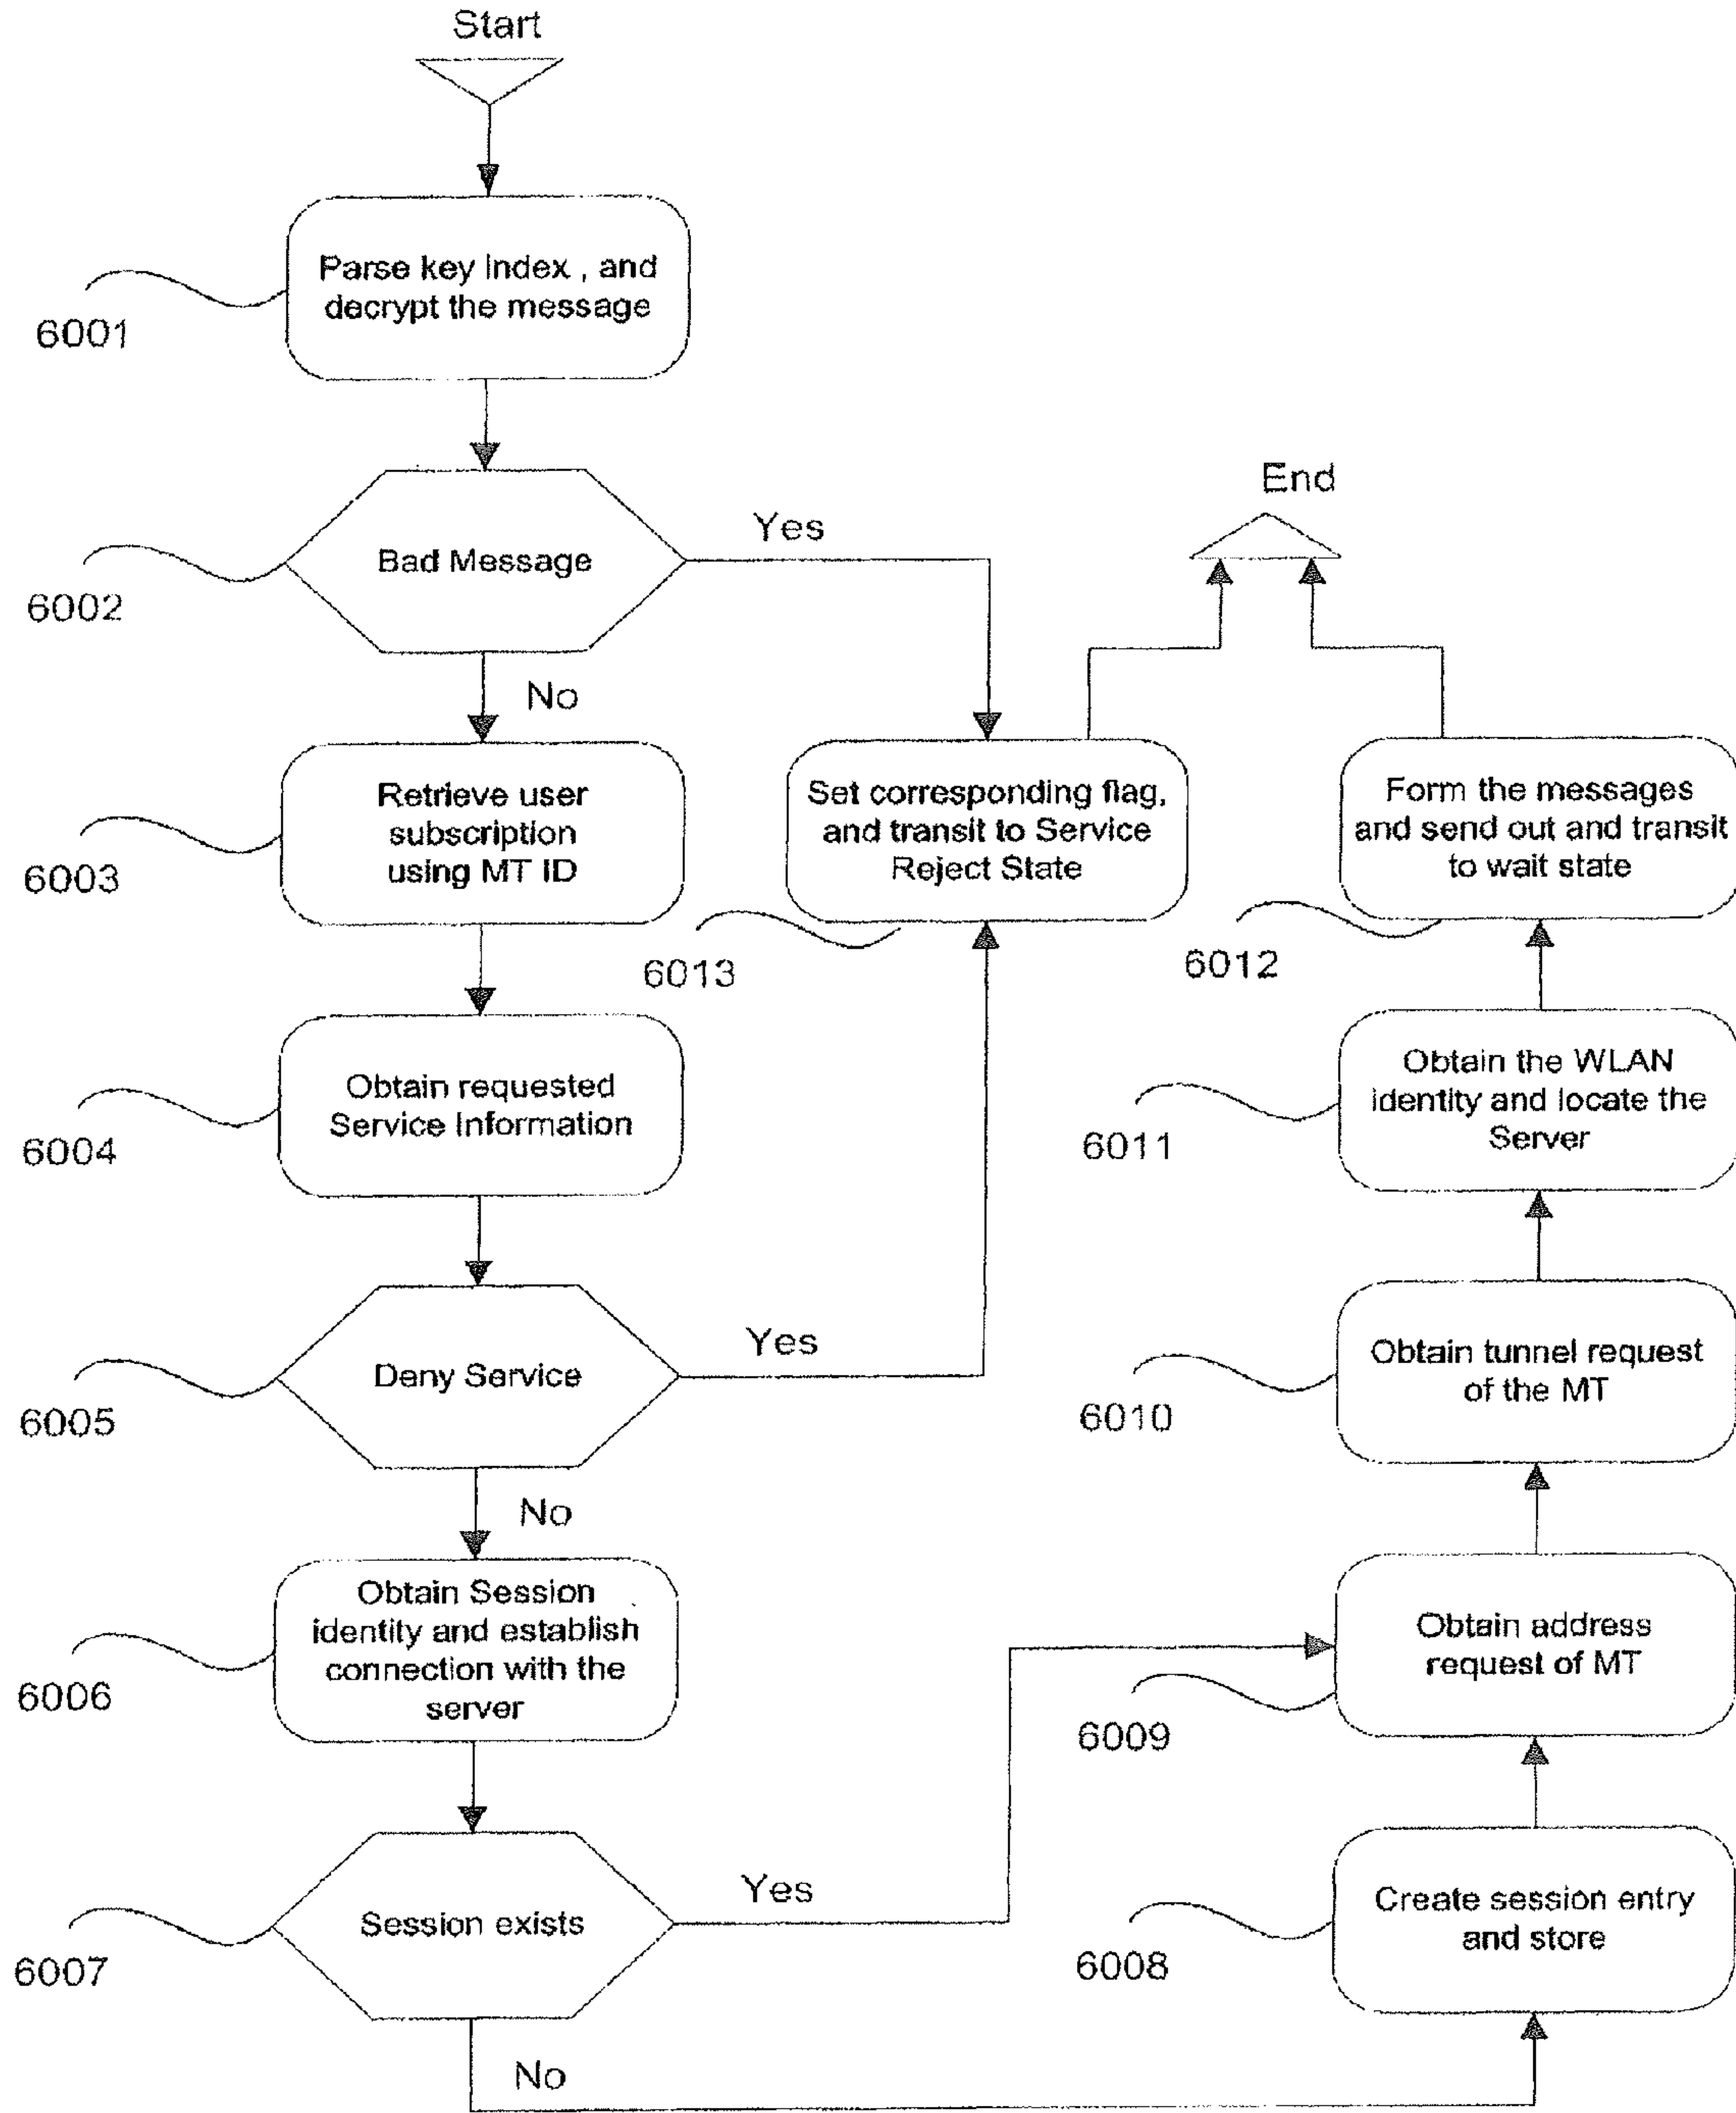 Start
Parse key Index , and
decrypt the message
6001
Bad Message
Yes
6002
No
Retrieve user
subscription
using MT ID
6003
Obtain requested
Service Information
6004
Deny Service
Yes
6005
No
Obtain Session
identity and establish
connection with the
server
6006
Session exists
Yes
6007
No
End
Set corresponding flag,
and transit to Service
Reject State
6013
Form the messages
and send out and transit
to wait state
6012
Obtain the WLAN
identity and locate the
Server
6011
Obtain tunnel request
of the MT
6010
Obtain address
request of MT
6009
Create session entry
and store
6008